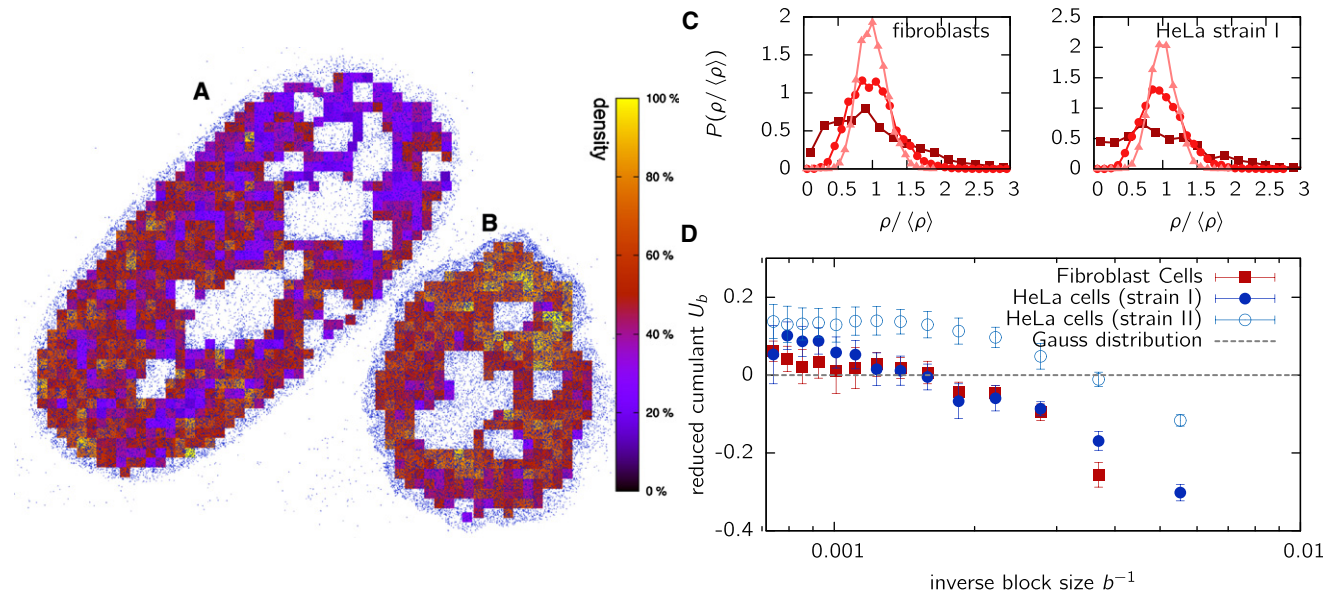 A
B
100 %
80 %
60 %
40 %
20 %
0 %
density
C
fibroblasts
P(ρ/ ⟨ρ⟩)
2
1.5
1
0.5
0
0 0.5 1 1.5 2 2.5 3
ρ/ ⟨ρ⟩
HeLa strain I
2.5
2
1.5
1
0.5
0
0 0.5 1 1.5 2 2.5 3
ρ/ ⟨ρ⟩
D
Fibroblast Cells
HeLa cells (strain I)
HeLa cells (strain II)
Gauss distribution
reduced cumulant U_b
0.2
0
-0.2
-0.4
0.001 0.01
inverse block size b⁻¹